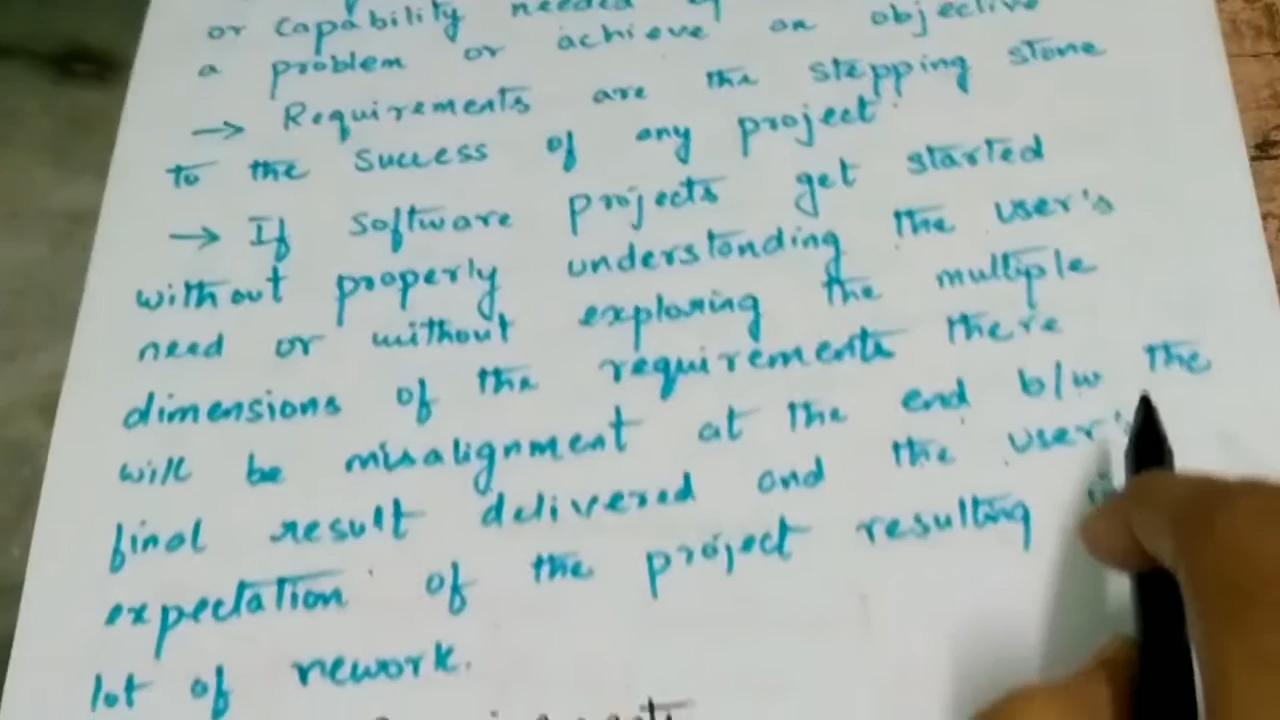 or capability needed
a problem or achieve an objective
→ Requirements are the stepping stone
to the success of any project
→ If software projects get started
without properly understanding the user's
need or without exploring the multiple
dimensions of the requirements there
will be misalignment at the end b/w the
final result delivered and the user's
expectation of the project resulting
lot of rework.